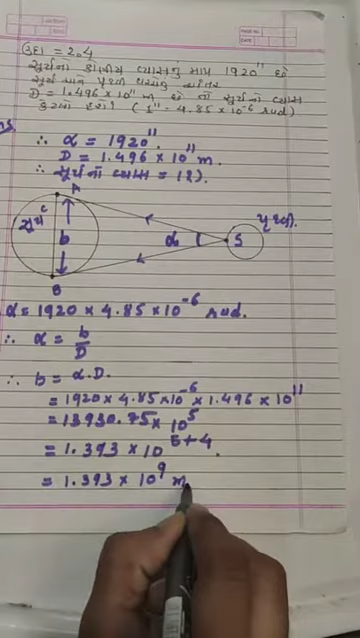 ઉદા = 2.4
સૂર્યનો કોણીય વ્યાસનું માપ 1920" છે
સૂર્ય અને પૃથ્વી વચ્ચેનું અંતર
D = 1.496 × 10¹¹ m છે તો સૂર્યનો વ્યાસ
કેટલો હશે? (1" = 4.85 × 10⁻⁶ rad)
∴ α = 1920".
D = 1.496 × 10¹¹ m.
∴ સૂર્યનો વ્યાસ = (?).
A
સૂર્ય
C
b
α
S
પૃથ્વી.
B
α = 1920 × 4.85 × 10⁻⁶ rad.
∴ α = b/D
∴ b = α.D.
= 1920 × 4.85 × 10⁻⁶ × 1.496 × 10¹¹
= 13930.75 × 10⁵
= 1.393 × 10⁵⁺⁴.
= 1.393 × 10⁹ m